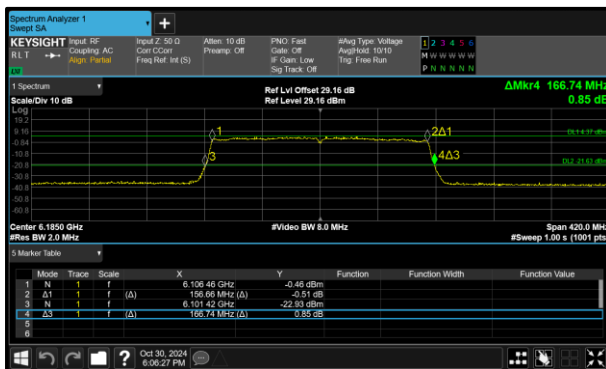 Spectrum Analyzer 1
Swept SA
+
KEYSIGHT Input: RF Input Z: 50 Ω Atten: 10 dB PNO: Fast #Avg Type: Voltage 1 2 3 4 5 6
RLT Coupling: AC Corr CCorr Preamp: Off Gate: Off Avg|Hold: 10/10 M W W W W W
Align: Partial Freq Ref: Int (S) IF Gain: Low Trig: Free Run
Sig Track: Off P N N N N N
1 Spectrum Ref Lvl Offset 29.16 dB ΔMkr4 166.74 MHz
Scale/Div 10 dB Ref Level 29.16 dBm 0.85 dB
Log
19.2
9.16 1 2Δ1 DL1 4.37 dBm
-0.84
-10.8 3 4Δ3
-20.8 DL2 -21.63 dBm
-30.8
-40.8
-50.8
-60.8
Center 6.1850 GHz #Video BW 8.0 MHz Span 420.0 MHz
#Res BW 2.0 MHz #Sweep 1.00 s (1001 pts)
5 Marker Table
Mode Trace Scale X Y Function Function Width Function Value
1 N 1 f 6.106 46 GHz -0.46 dBm
2 Δ1 1 f (Δ) 156.66 MHz (Δ) -0.51 dB
3 N 1 f 6.101 42 GHz -22.93 dBm
4 Δ3 1 f (Δ) 166.74 MHz (Δ) 0.85 dB
5
6
? Oct 30, 2024
6:06:27 PM